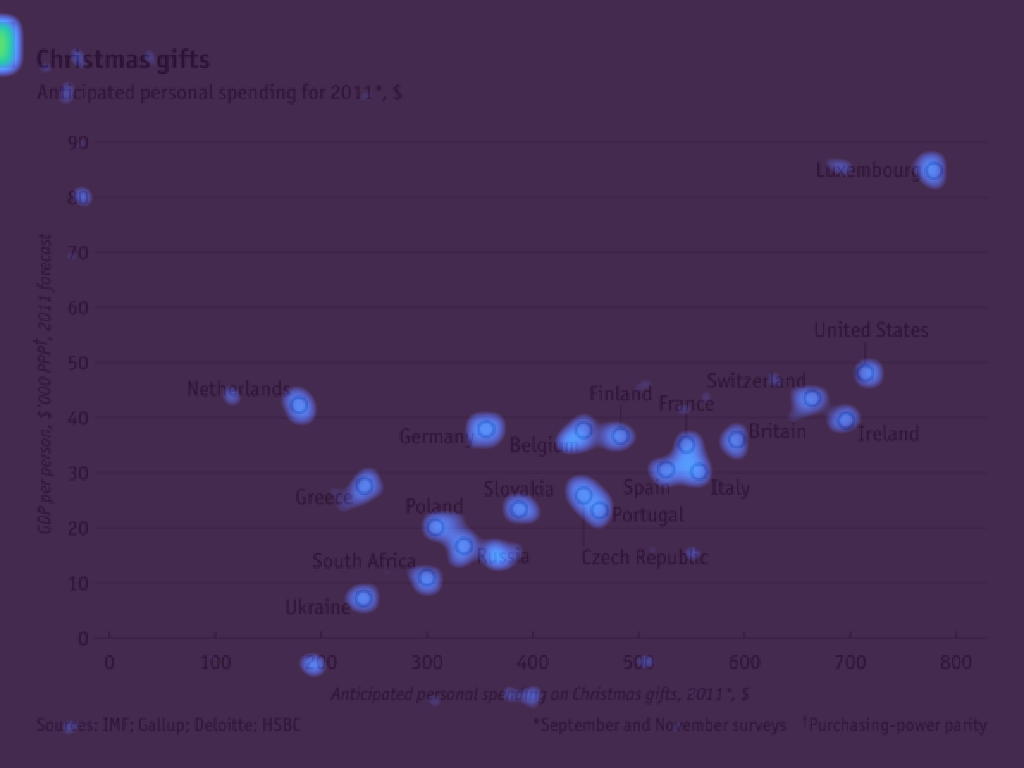 Christmas gifts
Anticipated personal spending for 2011*, $
90
Luxembourg
80
70
60
United States
50
Netherlands
Switzerland
Finland
France
40
Germany
Belgium
Britain
Ireland
30
Greece
Slovakia
Spain
Italy
Poland
Portugal
20
South Africa
Russia
Czech Republic
10
Ukraine
0
0 100 200 300 400 500 600 700 800
GDP per person, $'000 PPP†, 2011 forecast
Anticipated personal spending on Christmas gifts, 2011*, $
Sources: IMF; Gallup; Deloitte; HSBC
*September and November surveys †Purchasing-power parity